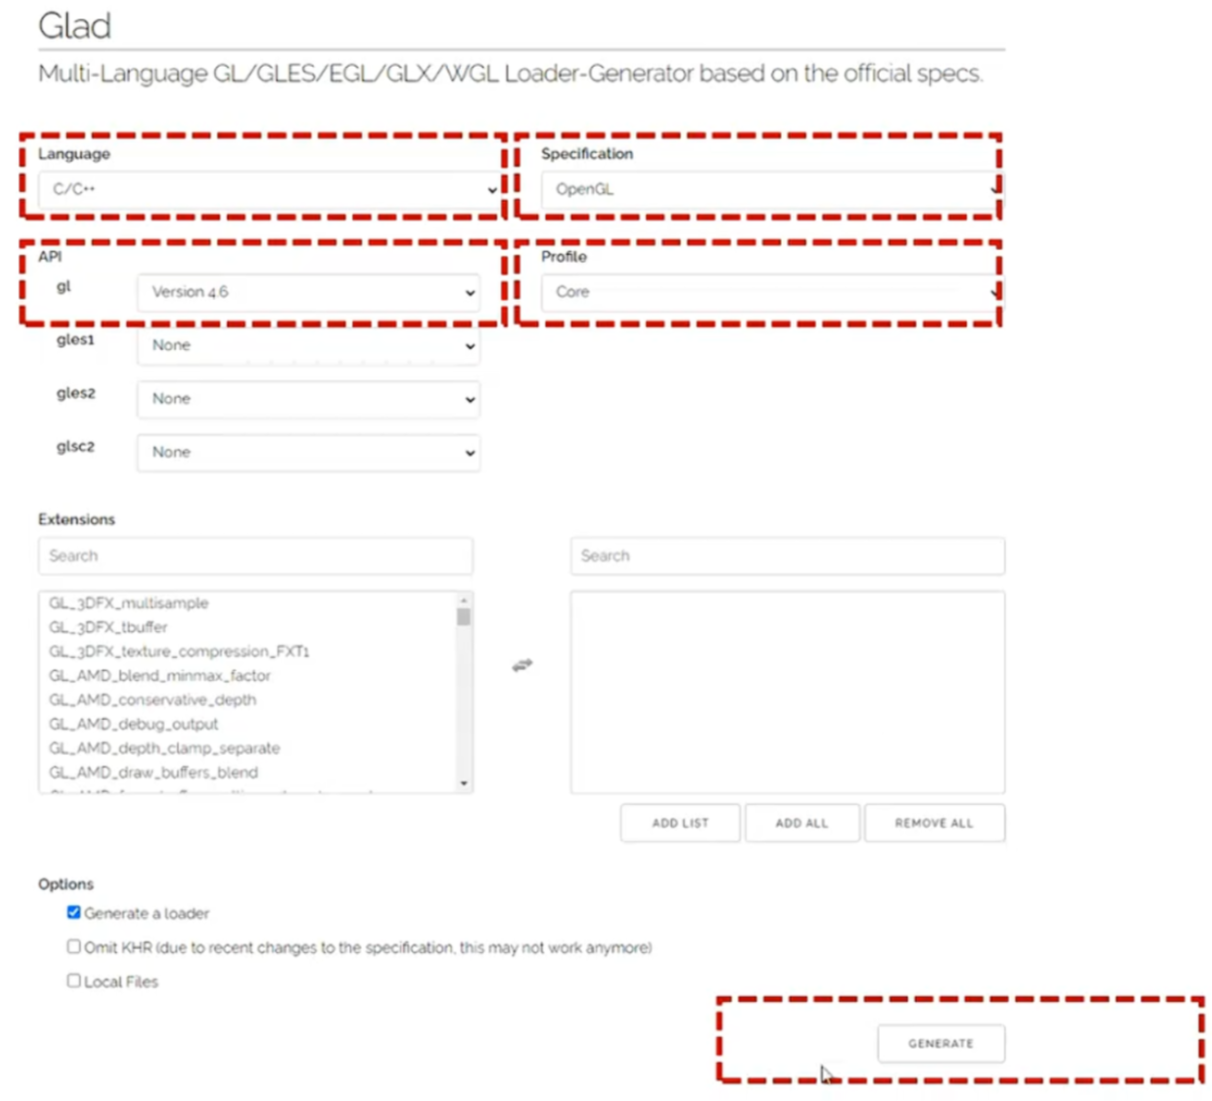 Glad
Multi-Language GL/GLES/EGL/GLX/WGL Loader-Generator based on the official specs.
Language
Specification
C/C++
OpenGL
API
Profile
gl
Version 4.6
Core
gles1
None
gles2
None
glsc2
None
Extensions
Search
Search
GL_3DFX_multisample
GL_3DFX_tbuffer
GL_3DFX_texture_compression_FXT1
GL_AMD_blend_minmax_factor
GL_AMD_conservative_depth
GL_AMD_debug_output
GL_AMD_depth_clamp_separate
GL_AMD_draw_buffers_blend
ADD LIST
ADD ALL
REMOVE ALL
Options
Generate a loader
Omit KHR (due to recent changes to the specification, this may not work anymore)
Local Files
GENERATE